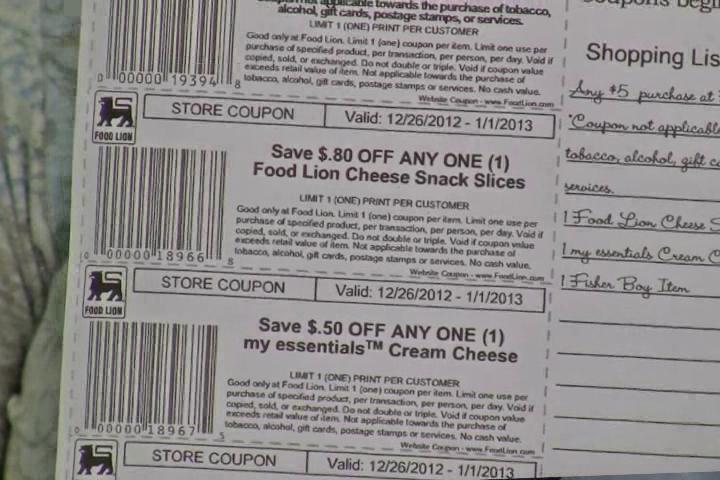 coupons begin
Coupon not applicable towards the purchase of tobacco,
alcohol, gift cards, postage stamps, or services.
LIMIT 1 (ONE) PRINT PER CUSTOMER
Good only at Food Lion. Limit 1 (one) coupon per item. Limit one use per
purchase of specified product, per transaction, per person, per day. Void if
copied, sold, or exchanged. Do not double or triple. Void if coupon value
exceeds retail value of item. Not applicable towards the purchase of
tobacco, alcohol, gift cards, postage stamps or services. No cash value.
0 00000 19394 8
Website Coupon - www.FoodLion.com
FOOD LION
STORE COUPON
Valid: 12/26/2012 - 1/1/2013
Save $.80 OFF ANY ONE (1)
Food Lion Cheese Snack Slices
LIMIT 1 (ONE) PRINT PER CUSTOMER
Good only at Food Lion. Limit 1 (one) coupon per item. Limit one use per
purchase of specified product, per transaction, per person, per day. Void if
copied, sold, or exchanged. Do not double or triple. Void if coupon value
exceeds retail value of item. Not applicable towards the purchase of
tobacco, alcohol, gift cards, postage stamps or services. No cash value.
0 00000 18966 8
Website Coupon - www.FoodLion.com
FOOD LION
STORE COUPON
Valid: 12/26/2012 - 1/1/2013
Save $.50 OFF ANY ONE (1)
my essentials™ Cream Cheese
LIMIT 1 (ONE) PRINT PER CUSTOMER
Good only at Food Lion. Limit 1 (one) coupon per item. Limit one use per
purchase of specified product, per transaction, per person, per day. Void if
copied, sold, or exchanged. Do not double or triple. Void if coupon value
exceeds retail value of item. Not applicable towards the purchase of
tobacco, alcohol, gift cards, postage stamps or services. No cash value.
0 00000 18967 5
Website Coupon - www.FoodLion.com
STORE COUPON
Valid: 12/26/2012 - 1/1/2013
Shopping Lis
Any $5 purchase at
*Coupon not applicabl
tobacco, alcohol, gift c
services.
1 Food Lion Cheese S
1 my essentials Cream C
1 Fisher Boy Item